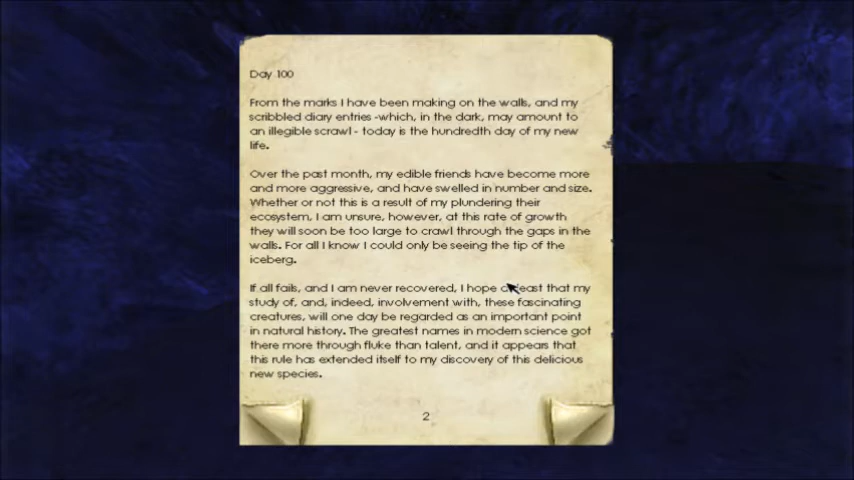 Day 100
From the marks I have been making on the walls, and my
scribbled diary entries -which, in the dark, may amount to
an illegible scrawl - today is the hundredth day of my new
life.
Over the past month, my edible friends have become more
and more aggressive, and have swelled in number and size.
Whether or not this is a result of my plundering their
ecosystem, I am unsure, however, at this rate of growth
they will soon be too large to crawl through the gaps in the
walls. For all I know I could only be seeing the tip of the
iceberg.
If all fails, and I am never recovered, I hope at least that my
study of, and, indeed, involvement with, these fascinating
creatures, will one day be regarded as an important point
in natural history. The greatest names in modern science got
there more through fluke than talent, and it appears that
this rule has extended itself to my discovery of this delicious
new species.
2